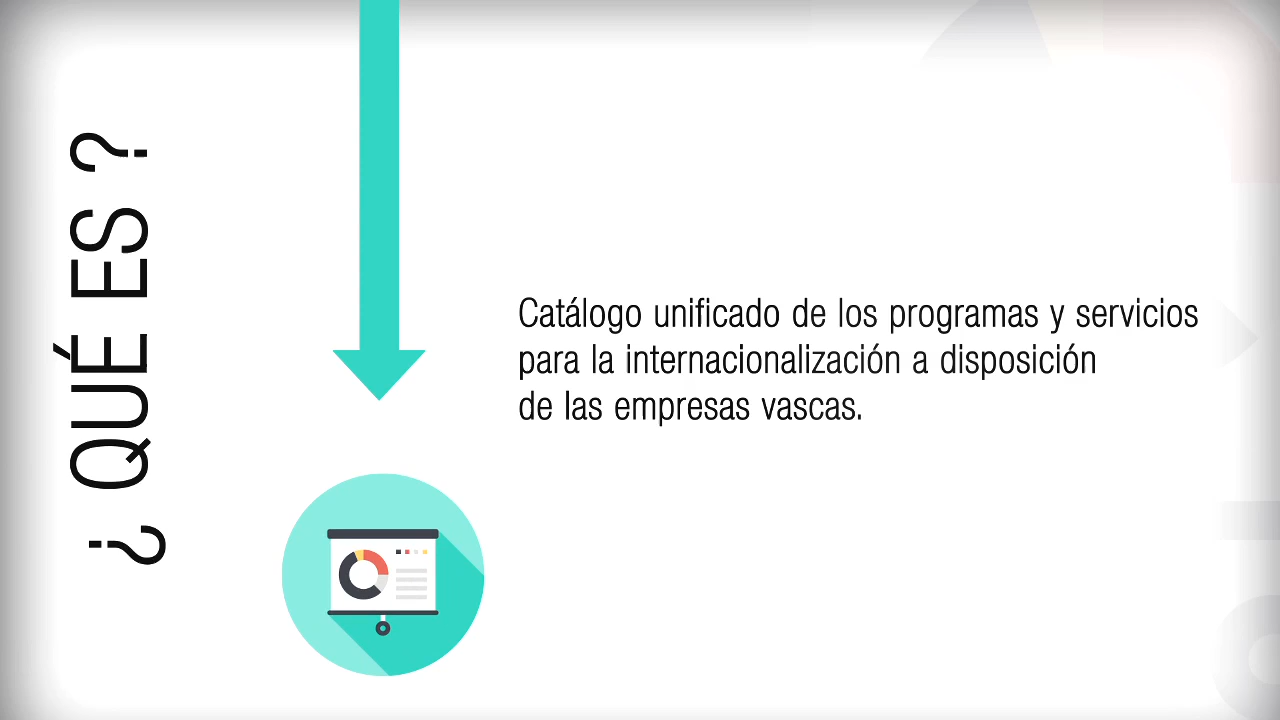 ¿ QUÉ ES ?
Catálogo unificado de los programas y servicios
para la internacionalización a disposición
de las empresas vascas.